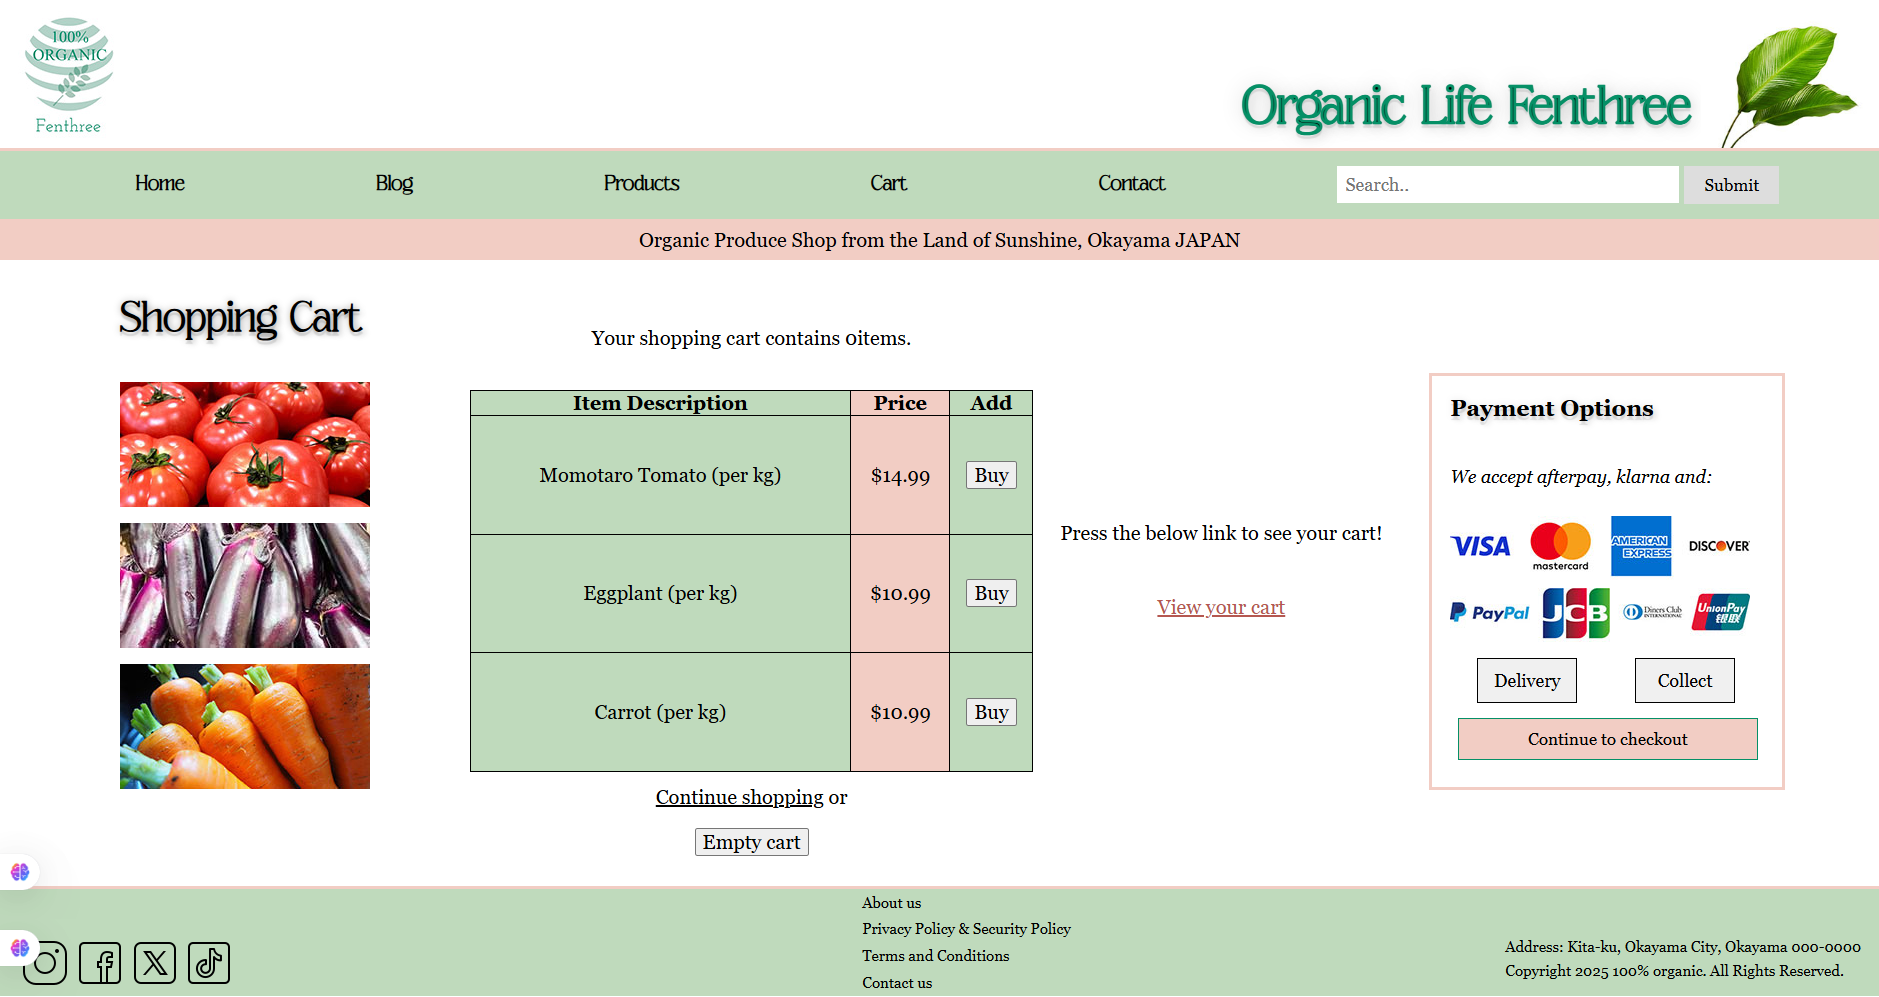 100%
ORGANIC
Fenthree
Organic Life Fenthree
Home Blog Products Cart Contact Search.. Submit
Organic Produce Shop from the Land of Sunshine, Okayama JAPAN
Shopping Cart
Your shopping cart contains 0items.
Item Description Price Add
Momotaro Tomato (per kg) $14.99 Buy
Eggplant (per kg) $10.99 Buy
Carrot (per kg) $10.99 Buy
Continue shopping or
Empty cart
Press the below link to see your cart!
View your cart
Payment Options
We accept afterpay, klarna and:
VISA mastercard AMERICAN EXPRESS DISCOVER
PayPal JCB Diners Club INTERNATIONAL UnionPay 银联
Delivery Collect
Continue to checkout
About us
Privacy Policy & Security Policy
Terms and Conditions
Contact us
Address: Kita-ku, Okayama City, Okayama 000-0000
Copyright 2025 100% organic. All Rights Reserved.